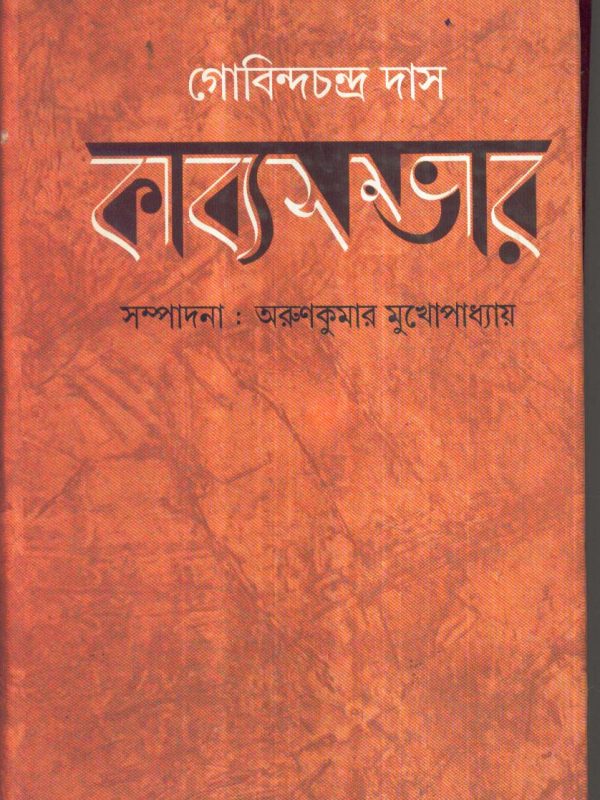 গোবিন্দচন্দ্র দাস
কাব্যসম্ভার
সম্পাদনা : অরুণকুমার মুখোপাধ্যায়